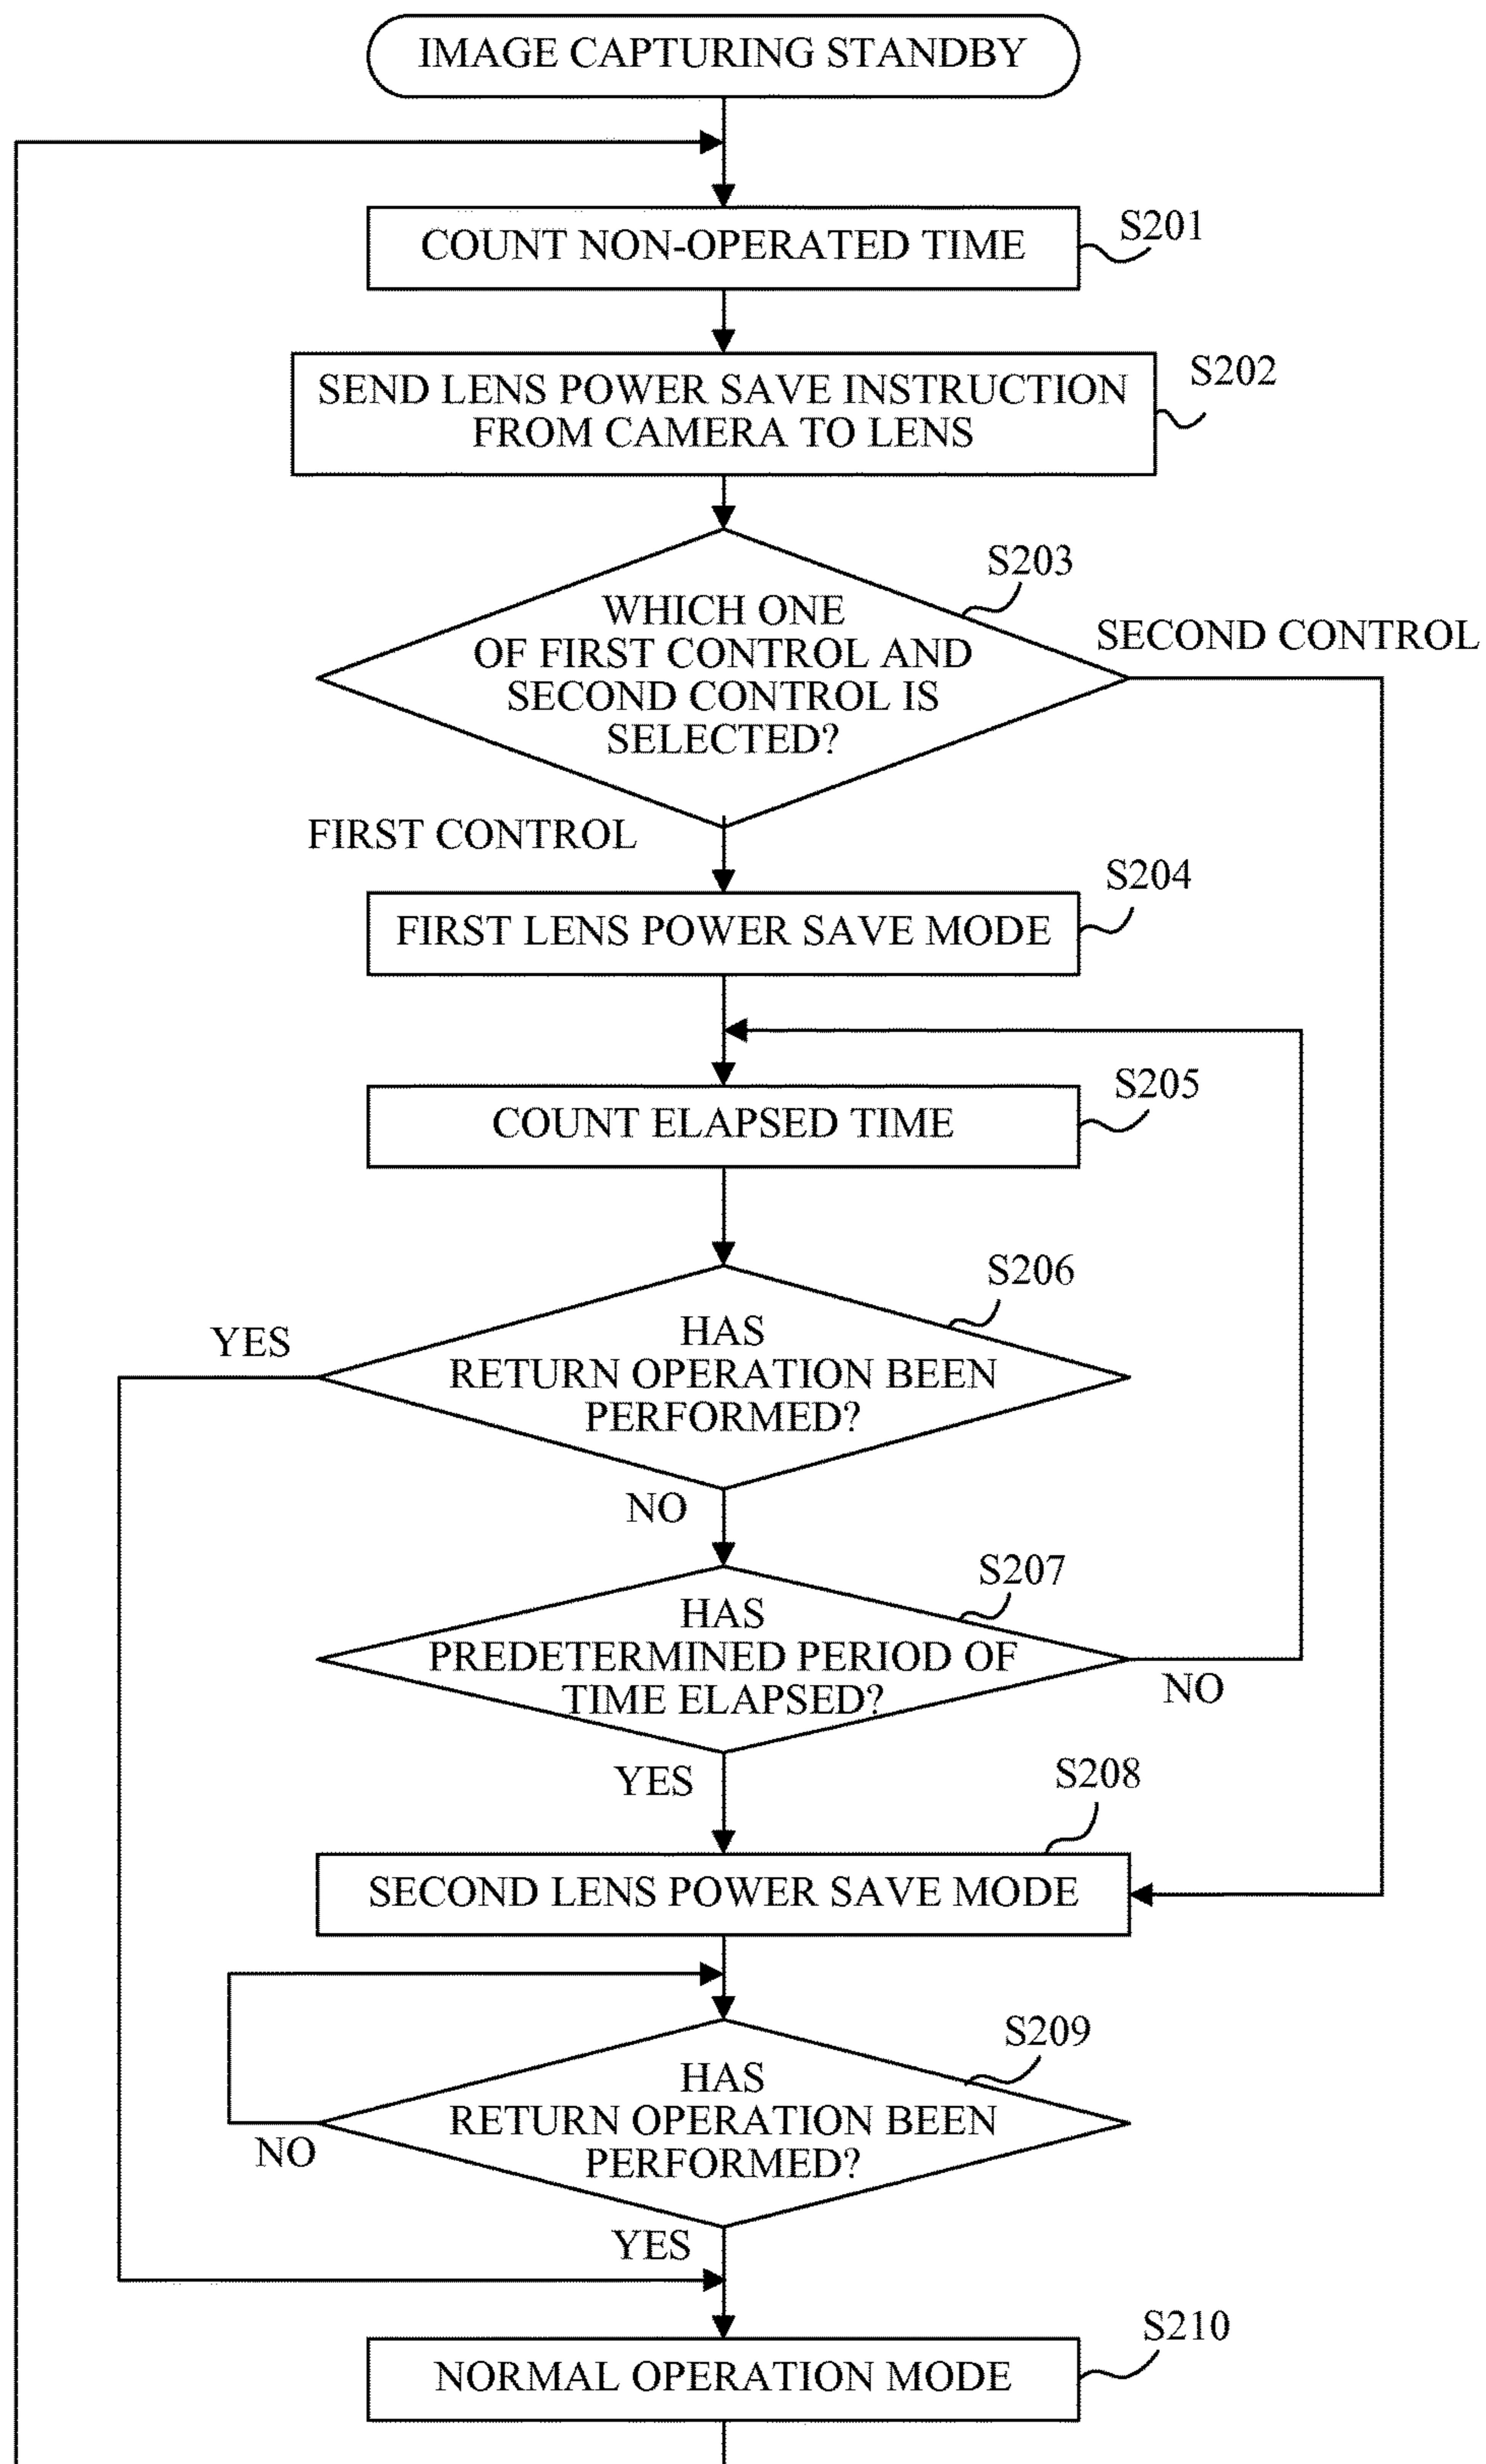 IMAGE CAPTURING STANDBY
COUNT NON-OPERATED TIME
S201
SEND LENS POWER SAVE INSTRUCTION
FROM CAMERA TO LENS
S202
S203
WHICH ONE
OF FIRST CONTROL AND
SECOND CONTROL IS
SELECTED?
SECOND CONTROL
FIRST CONTROL
S204
FIRST LENS POWER SAVE MODE
S205
COUNT ELAPSED TIME
S206
HAS
RETURN OPERATION BEEN
PERFORMED?
YES
NO
S207
HAS
PREDETERMINED PERIOD OF
TIME ELAPSED?
NO
YES
S208
SECOND LENS POWER SAVE MODE
S209
HAS
RETURN OPERATION BEEN
PERFORMED?
NO
YES
S210
NORMAL OPERATION MODE